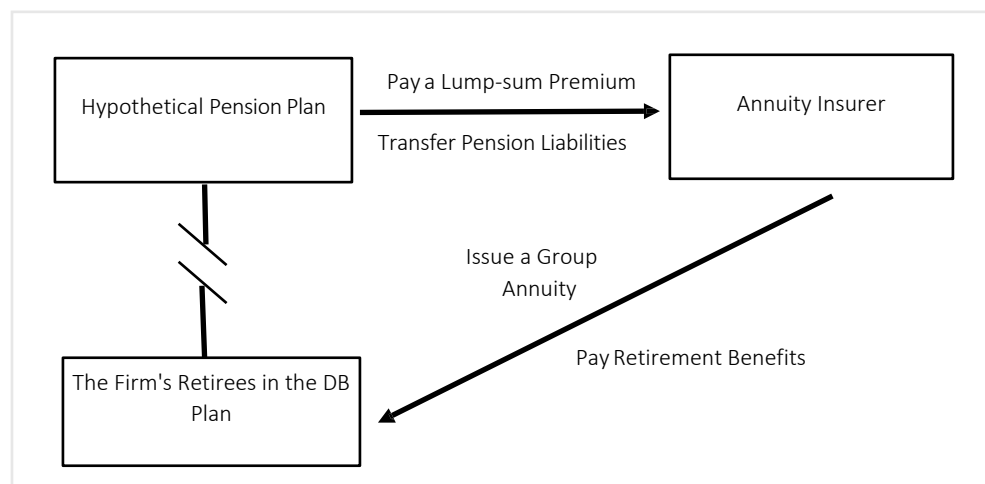 Hypothetical Pension Plan
Pay a Lump-sum Premium
Transfer Pension Liabilities
Annuity Insurer
Issue a Group
Annuity
Pay Retirement Benefits
The Firm's Retirees in the DB
Plan